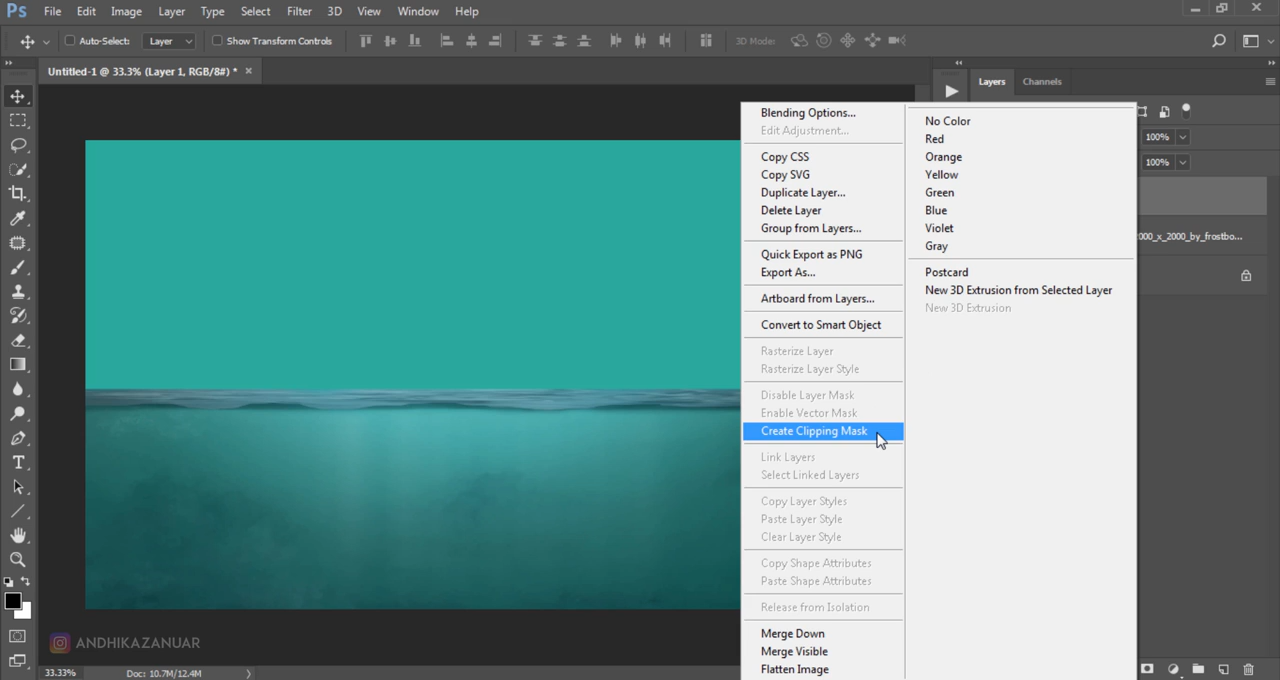 Ps File Edit Image Layer Type Select Filter 3D View Window Help
Auto-Select: Layer Show Transform Controls 3D Mode:
Untitled-1 @ 33.3% (Layer 1, RGB/8#) * ×
Layers Channels
100%
100%
000_x_2000_by_frostbo...
Blending Options...
Edit Adjustment...
Copy CSS
Copy SVG
Duplicate Layer...
Delete Layer
Group from Layers...
Quick Export as PNG
Export As...
Artboard from Layers...
Convert to Smart Object
Rasterize Layer
Rasterize Layer Style
Disable Layer Mask
Enable Vector Mask
Create Clipping Mask
Link Layers
Select Linked Layers
Copy Layer Styles
Paste Layer Style
Clear Layer Style
Copy Shape Attributes
Paste Shape Attributes
Release from Isolation
Merge Down
Merge Visible
Flatten Image
No Color
Red
Orange
Yellow
Green
Blue
Violet
Gray
Postcard
New 3D Extrusion from Selected Layer
New 3D Extrusion
ANDHIKAZANUAR
33.33% Doc: 10.7M/12.4M